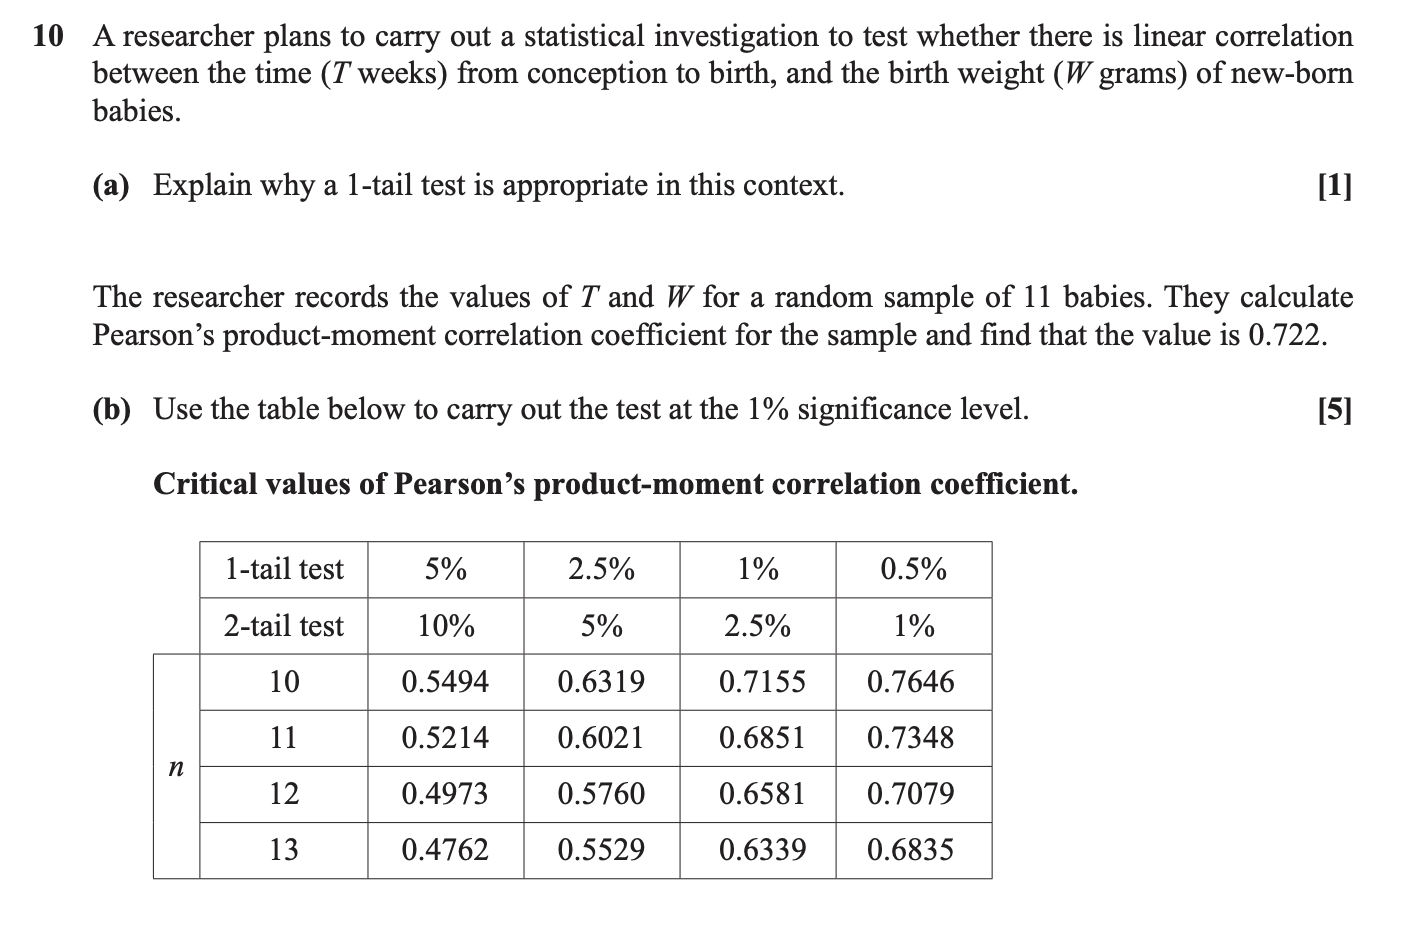 10 A researcher plans to carry out a statistical investigation to test whether there is linear correlation
between the time (T weeks) from conception to birth, and the birth weight (W grams) of new-born
babies.
(a) Explain why a 1-tail test is appropriate in this context. [1]
The researcher records the values of T and W for a random sample of 11 babies. They calculate
Pearson’s product-moment correlation coefficient for the sample and find that the value is 0.722.
(b) Use the table below to carry out the test at the 1% significance level. [5]
Critical values of Pearson’s product-moment correlation coefficient.
1-tail test 5% 2.5% 1% 0.5%
2-tail test 10% 5% 2.5% 1%
n
10 0.5494 0.6319 0.7155 0.7646
11 0.5214 0.6021 0.6851 0.7348
12 0.4973 0.5760 0.6581 0.7079
13 0.4762 0.5529 0.6339 0.6835